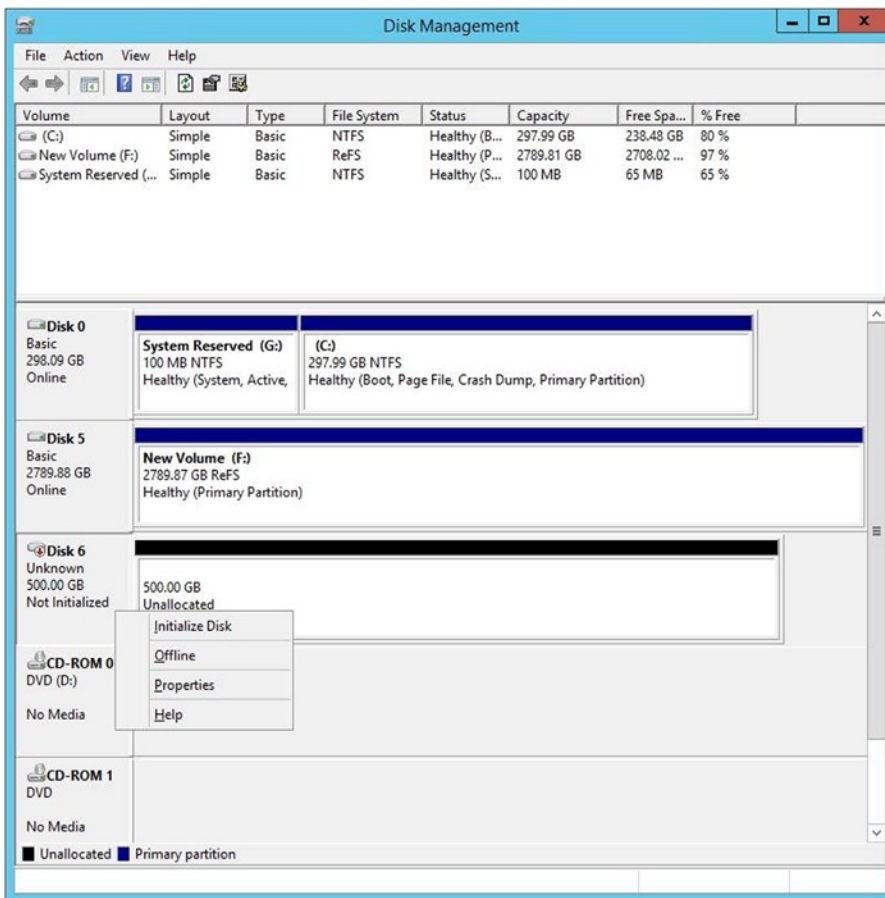 Disk Management
File Action View Help
Volume Layout Type File System Status Capacity Free Spa... % Free
(C:) Simple Basic NTFS Healthy (B... 297.99 GB 238.48 GB 80 %
New Volume (F:) Simple Basic ReFS Healthy (P... 2789.81 GB 2708.02 ... 97 %
System Reserved (... Simple Basic NTFS Healthy (S... 100 MB 65 MB 65 %
Disk 0
Basic
298.09 GB
Online
System Reserved (G:)
100 MB NTFS
Healthy (System, Active,
(C:)
297.99 GB NTFS
Healthy (Boot, Page File, Crash Dump, Primary Partition)
Disk 5
Basic
2789.88 GB
Online
New Volume (F:)
2789.87 GB ReFS
Healthy (Primary Partition)
Disk 6
Unknown
500.00 GB
Not Initialized
500.00 GB
Unallocated
Initialize Disk
Offline
Properties
Help
CD-ROM 0
DVD (D:)
No Media
CD-ROM 1
DVD
No Media
Unallocated Primary partition